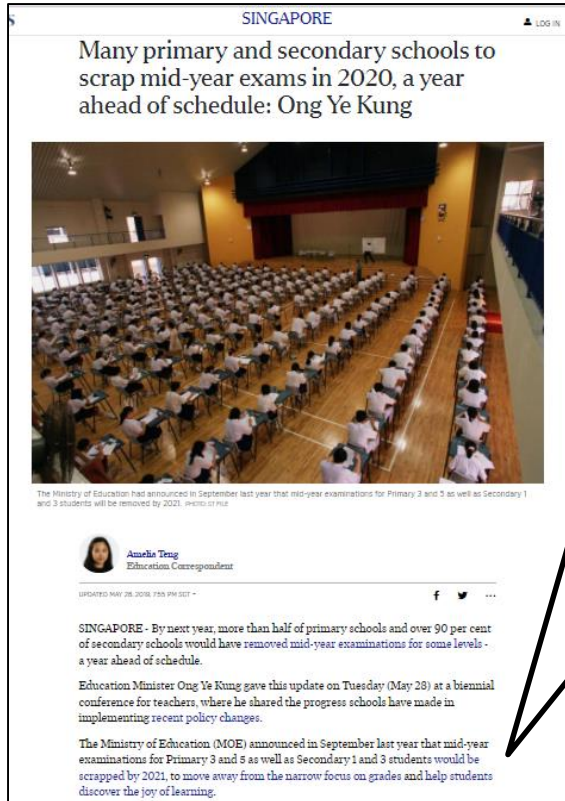 SINGAPORE
LOG IN
Many primary and secondary schools to
scrap mid-year exams in 2020, a year
ahead of schedule: Ong Ye Kung
The Ministry of Education had announced in September last year that mid-year examinations for Primary 3 and 5 as well as Secondary 1
and 3 students will be removed by 2021. PHOTO: ST FILE
Amelia Teng
Education Correspondent
UPDATED MAY 28, 2019, 7:55 PM SGT
SINGAPORE - By next year, more than half of primary schools and over 90 per cent
of secondary schools would have removed mid-year examinations for some levels -
a year ahead of schedule.
Education Minister Ong Ye Kung gave this update on Tuesday (May 28) at a biennial
conference for teachers, where he shared the progress schools have made in
implementing recent policy changes.
The Ministry of Education (MOE) announced in September last year that mid-year
examinations for Primary 3 and 5 as well as Secondary 1 and 3 students would be
scrapped by 2021, to move away from the narrow focus on grades and help students
discover the joy of learning.